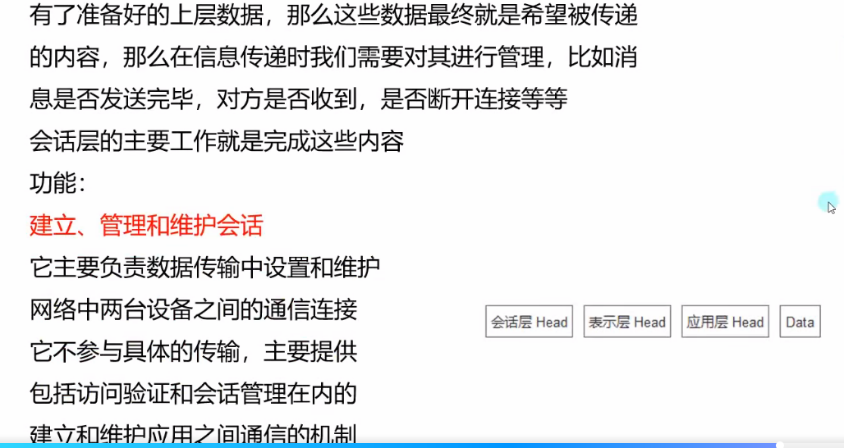 有了准备好的上层数据，那么这些数据最终就是希望被传递
的内容，那么在信息传递时我们需要对其进行管理，比如消
息是否发送完毕，对方是否收到，是否断开连接等等
会话层的主要工作就是完成这些内容
功能：
建立、管理和维护会话
它主要负责数据传输中设置和维护
网络中两台设备之间的通信连接
它不参与具体的传输，主要提供
包括访问验证和会话管理在内的
建立和维护应用之间通信的机制
会话层 Head 表示层 Head 应用层 Head Data